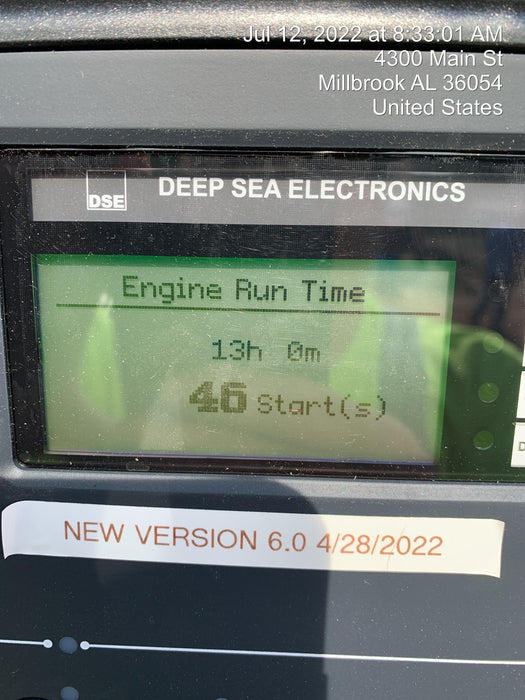 Jul 12, 2022 at 8:33:01 AM
4300 Main St
Millbrook AL 36054
United States
DSE DEEP SEA ELECTRONICS
Engine Run Time
13h 0m
46 Start(s)
NEW VERSION 6.0 4/28/2022